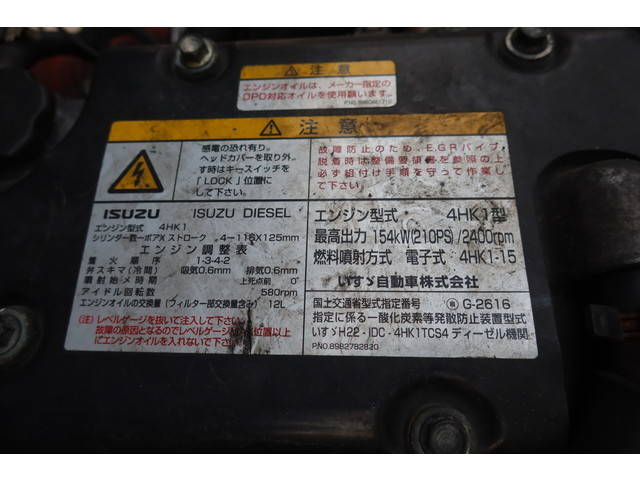 注意
エンジンオイルは、メーカー指定の
DPD対応オイルを使用願います。
注意
感電の恐れ有り。
ヘッドカバーを取り外
す時はキースイッチを
「LOCK」位置に
して下さい。
故障防止のため、EGRパイプ
脱着時は整備要領書を参照の上
必ず組付け手順を守って作業し
て下さい。
ISUZU ISUZU DIESEL
エンジン型式 4HK1
シリンダー数ーボアX ストローク 4-115X125mm
エンジン調整表
噴火順序 1-3-4-2
弁スキマ(冷間) 吸気0.6mm 排気0.6mm
噴射始メ時期 上死点前 0°
アイドル回転数 580rpm
エンジンオイルの交換量(フィルター部交換量含み) 12L
(注)レベルゲージを抜いて注入して下さい。
故障の原因となるのでレベルゲージ 位置以上
にエンジンオイルを入れないで下さい。
エンジン型式 4HK1型
最高出力 154kW(210PS)/2400rpm
燃料噴射方式 電子式 4HK1-15
いすゞ自動車株式会社
国土交通省型式指定番号 G-2616
指定に係る一酸化炭素等発散防止装置型式
いすゞH22-IDC-4HK1TCS4 ディーゼル機関
P.NO.8982782820